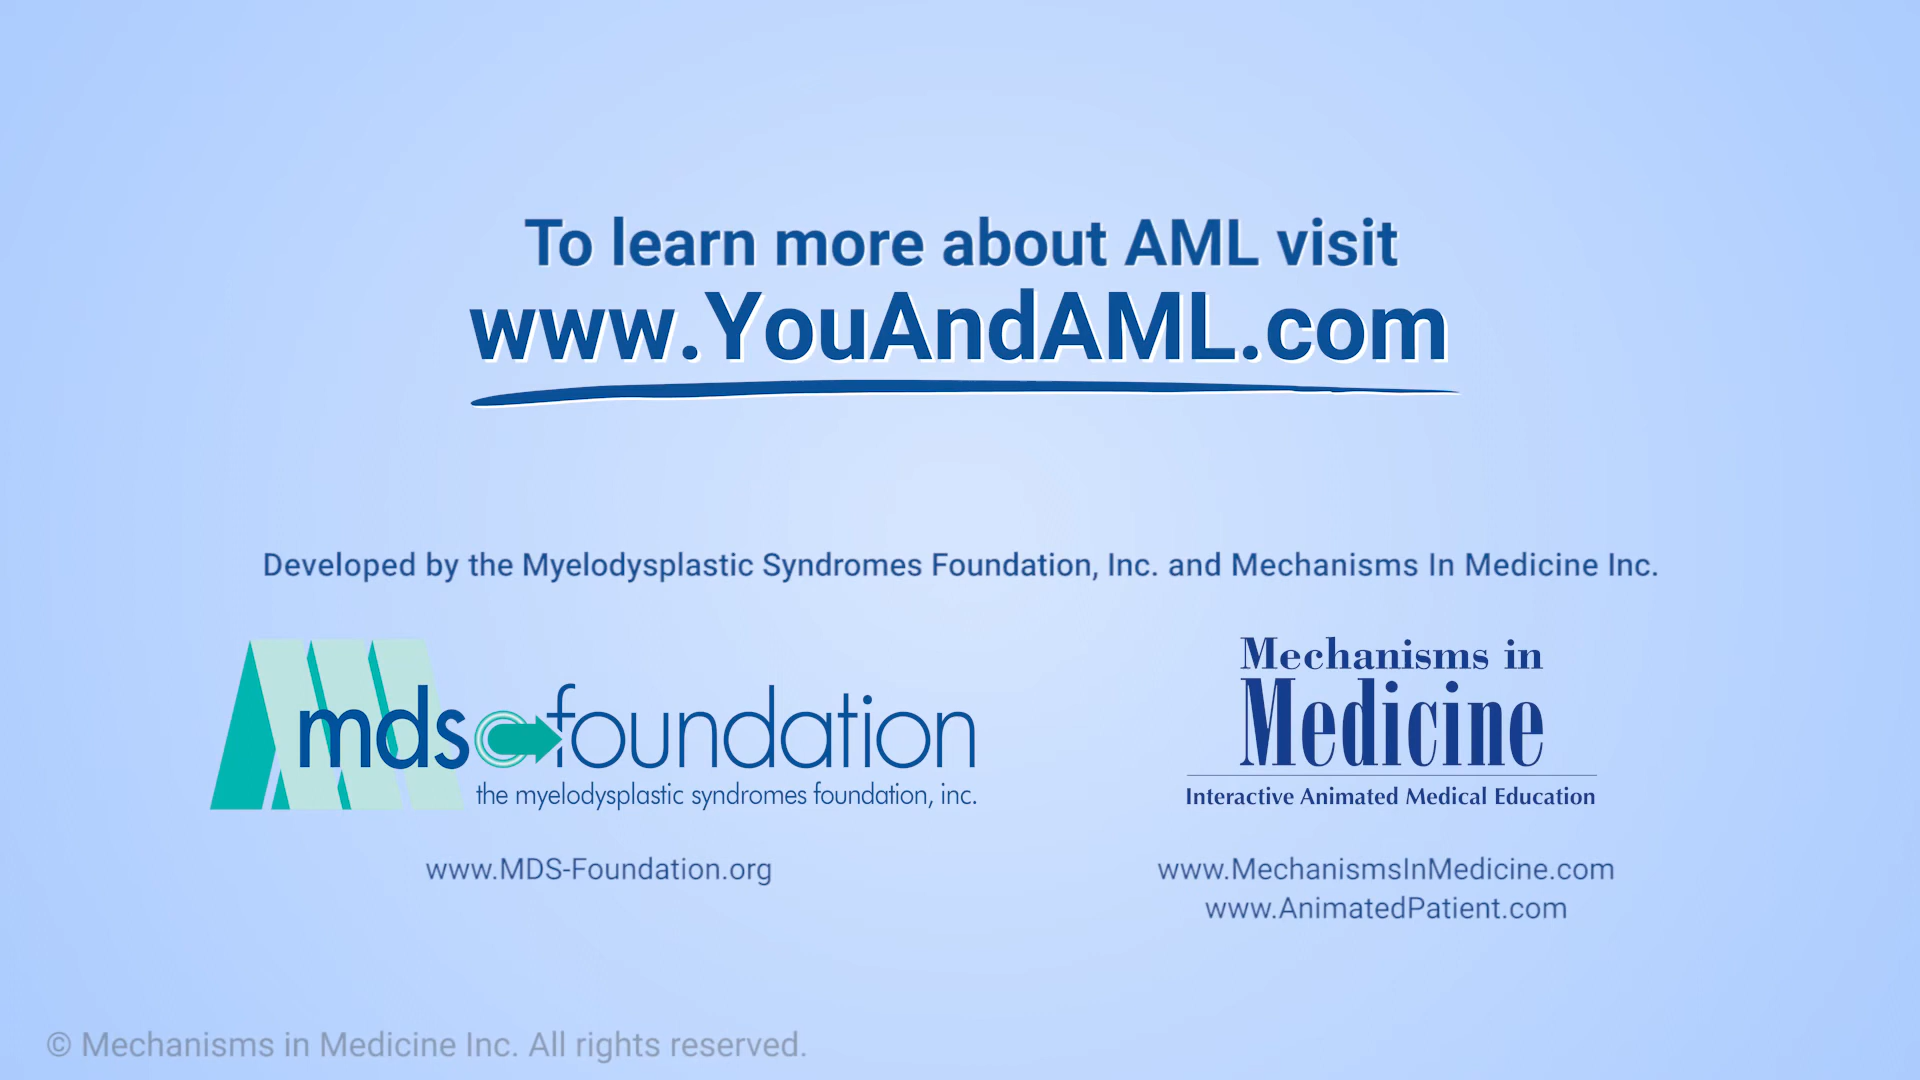 To learn more about AML visit
www.YouAndAML.com
Developed by the Myelodysplastic Syndromes Foundation, Inc. and Mechanisms In Medicine Inc.
mds foundation
the myelodysplastic syndromes foundation, inc.
www.MDS-Foundation.org
Mechanisms in
Medicine
Interactive Animated Medical Education
www.MechanismsInMedicine.com
www.AnimatedPatient.com
© Mechanisms in Medicine Inc. All rights reserved.